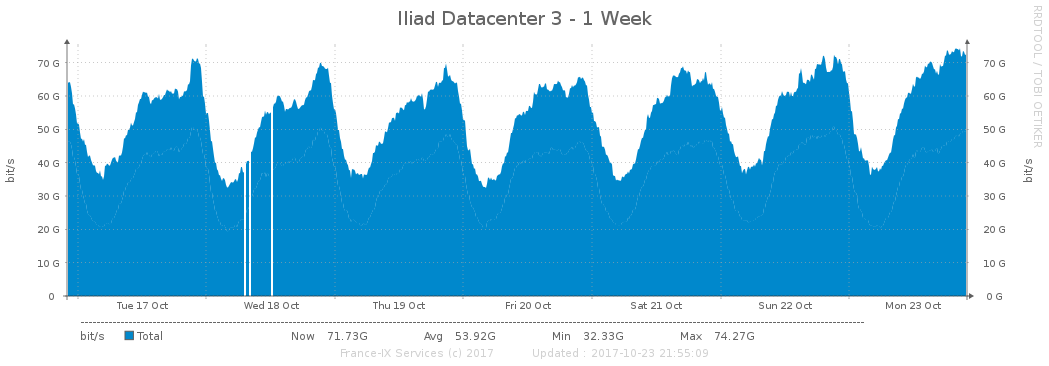 Iliad Datacenter 3 - 1 Week
RRDTOOL / TOBI OETIKER
bit/s
70 G
60 G
50 G
40 G
30 G
20 G
10 G
0
70 G
60 G
50 G
40 G
30 G
20 G
10 G
0 G
bit/s
Tue 17 Oct Wed 18 Oct Thu 19 Oct Fri 20 Oct Sat 21 Oct Sun 22 Oct Mon 23 Oct
bit/s Total Now 71.73G Avg 53.92G Min 32.33G Max 74.27G
France-IX Services (c) 2017 Updated : 2017-10-23 21:55:09